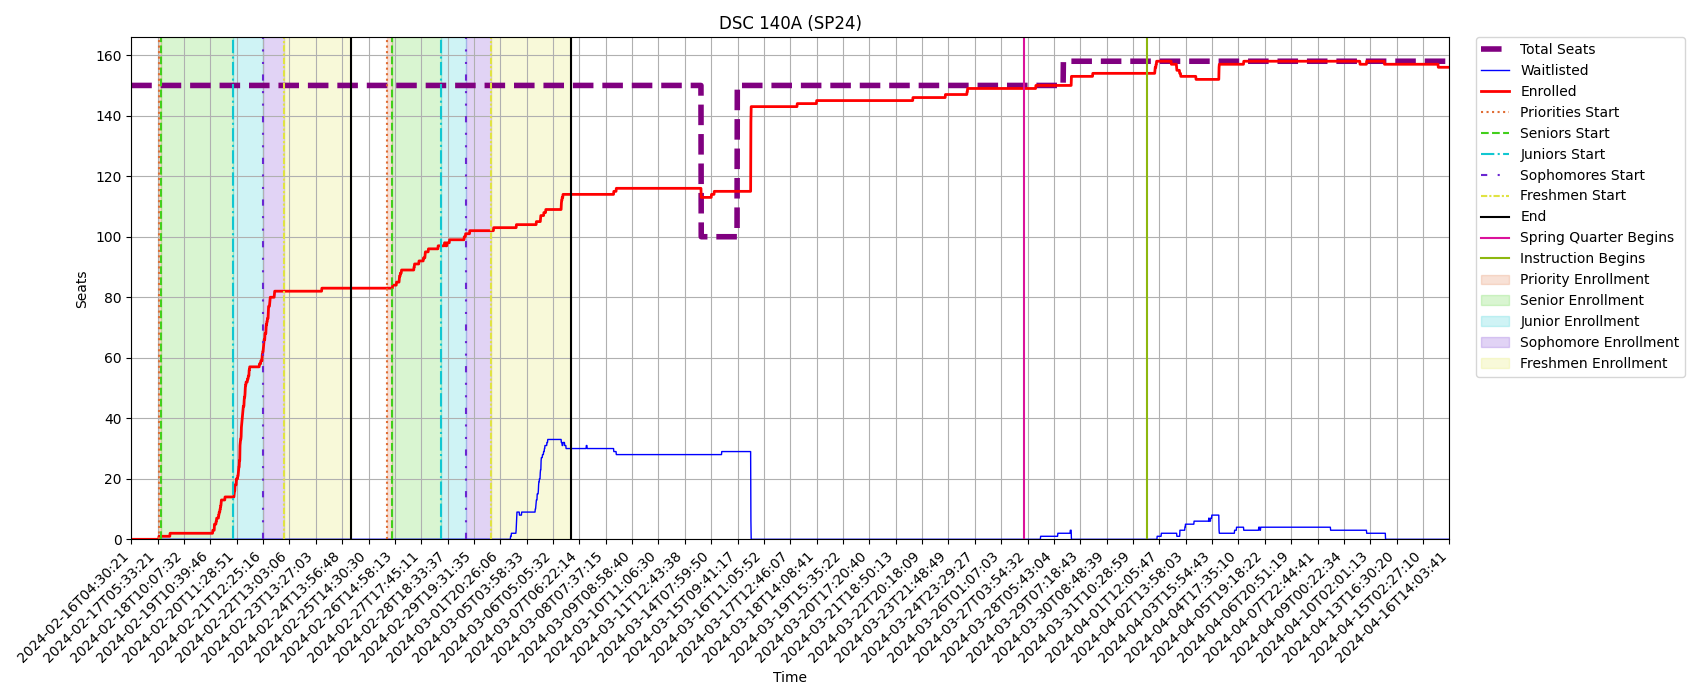 DSC 140A (SP24)
Seats
160
140
120
100
80
60
40
20
0
2024-02-16T04:30:21
2024-02-17T05:33:21
2024-02-18T10:07:32
2024-02-19T10:39:46
2024-02-20T11:28:51
2024-02-21T12:25:16
2024-02-22T13:03:06
2024-02-23T13:27:03
2024-02-24T13:56:48
2024-02-25T14:30:30
2024-02-26T14:58:13
2024-02-27T17:45:11
2024-02-28T18:33:37
2024-02-29T19:31:35
2024-03-01T20:26:06
2024-03-05T03:58:33
2024-03-06T05:05:32
2024-03-07T06:22:14
2024-03-08T07:37:15
2024-03-09T09:58:40
2024-03-10T11:06:30
2024-03-11T12:43:38
2024-03-14T07:59:50
2024-03-15T09:41:17
2024-03-16T11:05:52
2024-03-17T12:46:07
2024-03-18T14:08:41
2024-03-19T15:35:22
2024-03-20T17:20:40
2024-03-21T18:50:13
2024-03-22T20:18:09
2024-03-23T21:48:49
2024-03-24T23:29:27
2024-03-26T01:07:03
2024-03-27T03:54:32
2024-03-28T05:43:04
2024-03-29T07:18:43
2024-03-30T08:48:39
2024-03-31T10:28:59
2024-04-01T12:05:47
2024-04-02T13:58:03
2024-04-03T15:54:43
2024-04-04T17:35:10
2024-04-05T19:18:22
2024-04-06T20:51:19
2024-04-07T22:44:41
2024-04-09T00:22:34
2024-04-10T02:01:13
2024-04-13T16:30:20
2024-04-15T02:27:10
2024-04-16T14:03:41
Time
Total Seats
Waitlisted
Enrolled
Priorities Start
Seniors Start
Juniors Start
Sophomores Start
Freshmen Start
End
Spring Quarter Begins
Instruction Begins
Priority Enrollment
Senior Enrollment
Junior Enrollment
Sophomore Enrollment
Freshmen Enrollment